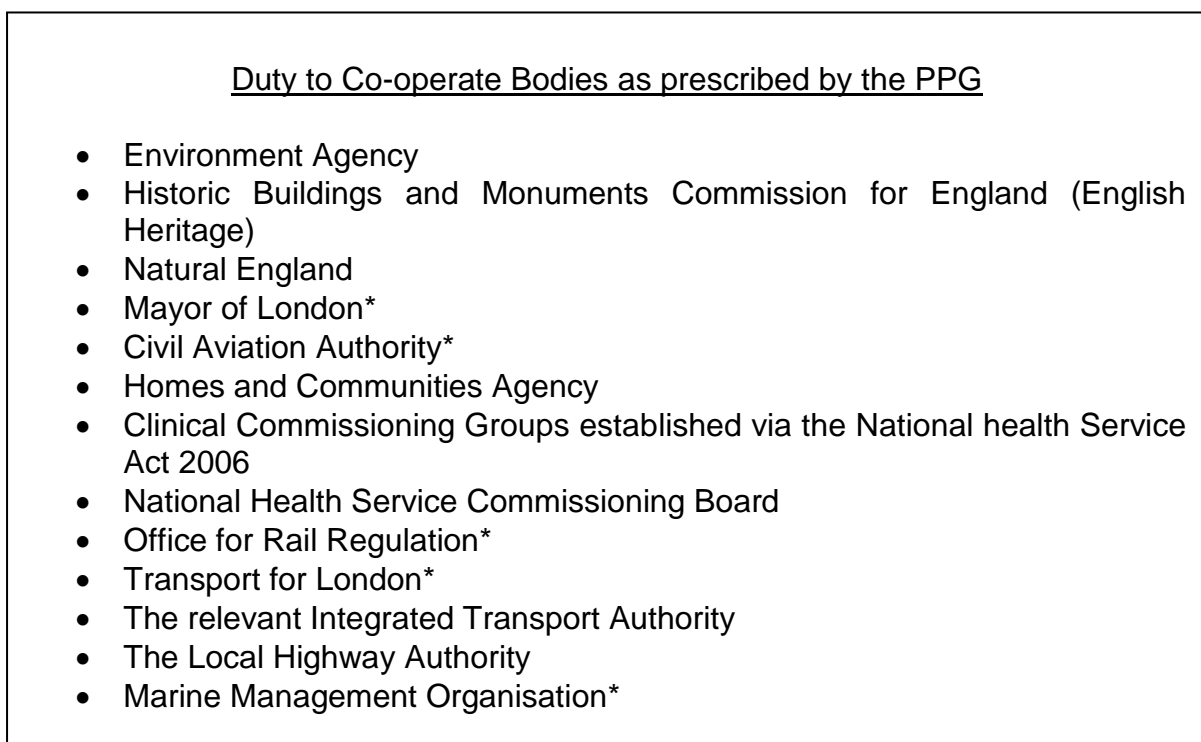 Duty to Co-operate Bodies as prescribed by the PPG
• Environment Agency
• Historic Buildings and Monuments Commission for England (English
Heritage)
• Natural England
• Mayor of London*
• Civil Aviation Authority*
• Homes and Communities Agency
• Clinical Commissioning Groups established via the National health Service
Act 2006
• National Health Service Commissioning Board
• Office for Rail Regulation*
• Transport for London*
• The relevant Integrated Transport Authority
• The Local Highway Authority
• Marine Management Organisation*